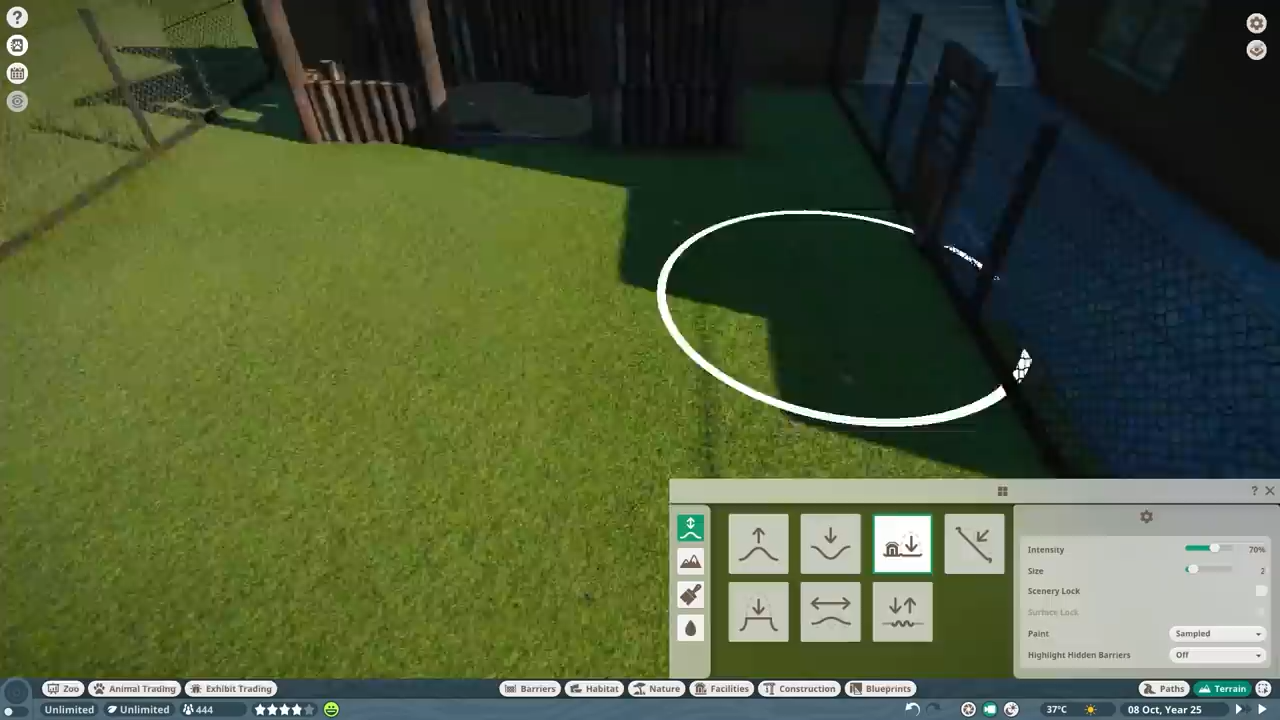 ?
? ×
Intensity 70%
Size 2
Scenery Lock
Surface Lock
Paint Sampled
Highlight Hidden Barriers Off
Zoo Animal Trading Exhibit Trading Barriers Habitat Nature Facilities Construction Blueprints Paths Terrain
Unlimited Unlimited 444 37°C 08 Oct, Year 25